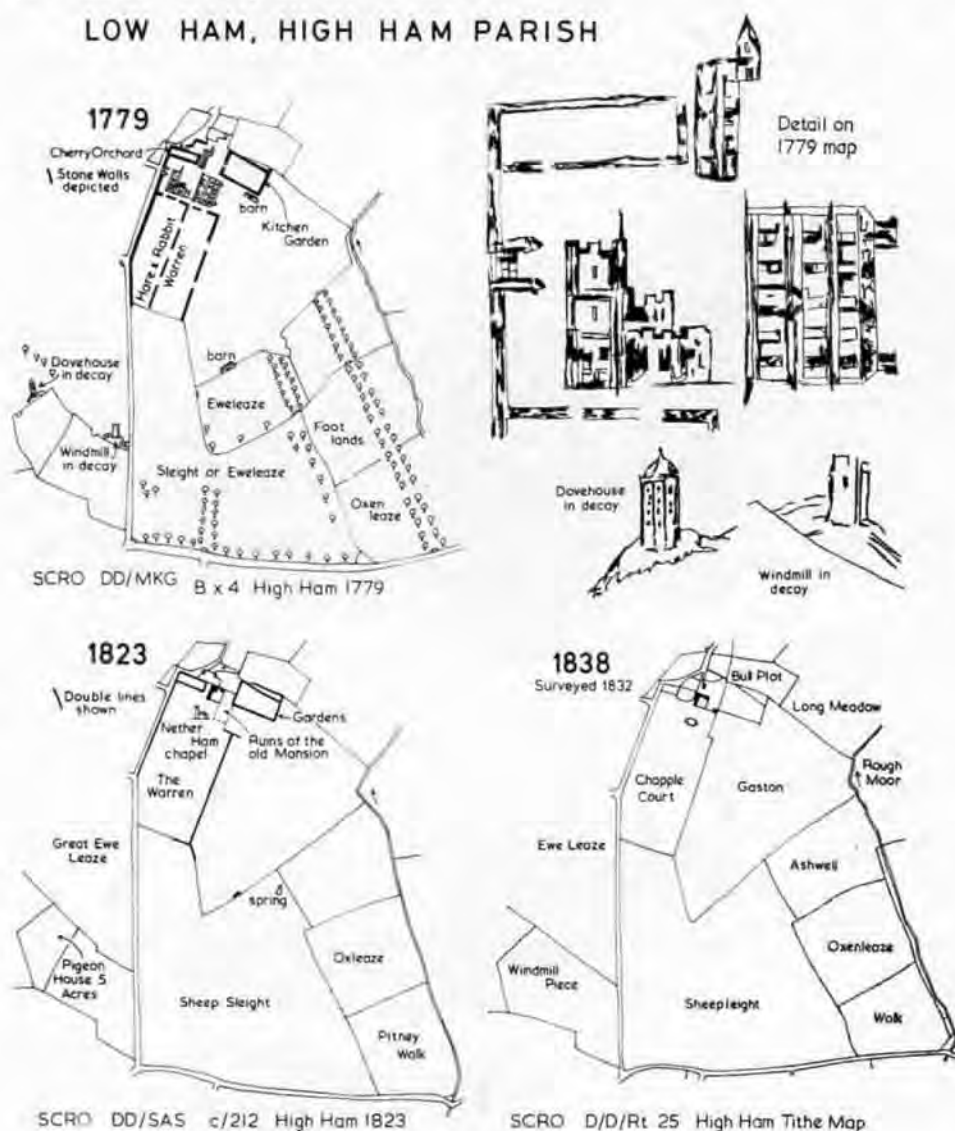 LOW HAM, HIGH HAM PARISH
1779
Cherry Orchard
Stone Walls
depicted
barn
Kitchen
Garden
Hare & Rabbit
Warren
Dovehouse
in decay
barn
Eweleaze
Foot
lands
Windmill
in decay
Sleight or Eweleaze
Oxen
leaze
SCRO DD/MKG B x 4 High Ham 1779
Detail on
1779 map
Dovehouse
in decay
Windmill in
decay
1823
Double lines
shown
Gardens
Nether
Ham
chapel
Ruins of the
old Mansion
The
Warren
Great Ewe
Leaze
spring
Pigeon
House 5
Acres
Oxleaze
Sheep Sleight
Pitney
Walk
SCRO DD/SAS c/212 High Ham 1823
1838
Surveyed 1832
Bull Plot
Long Meadow
Rough
Moor
Chapple
Court
Gaston
Ewe Leaze
Ashwell
Windmill
Piece
Oxenleaze
Sheepleight
Walk
SCRO D/D/Rt 25 High Ham Tithe Map